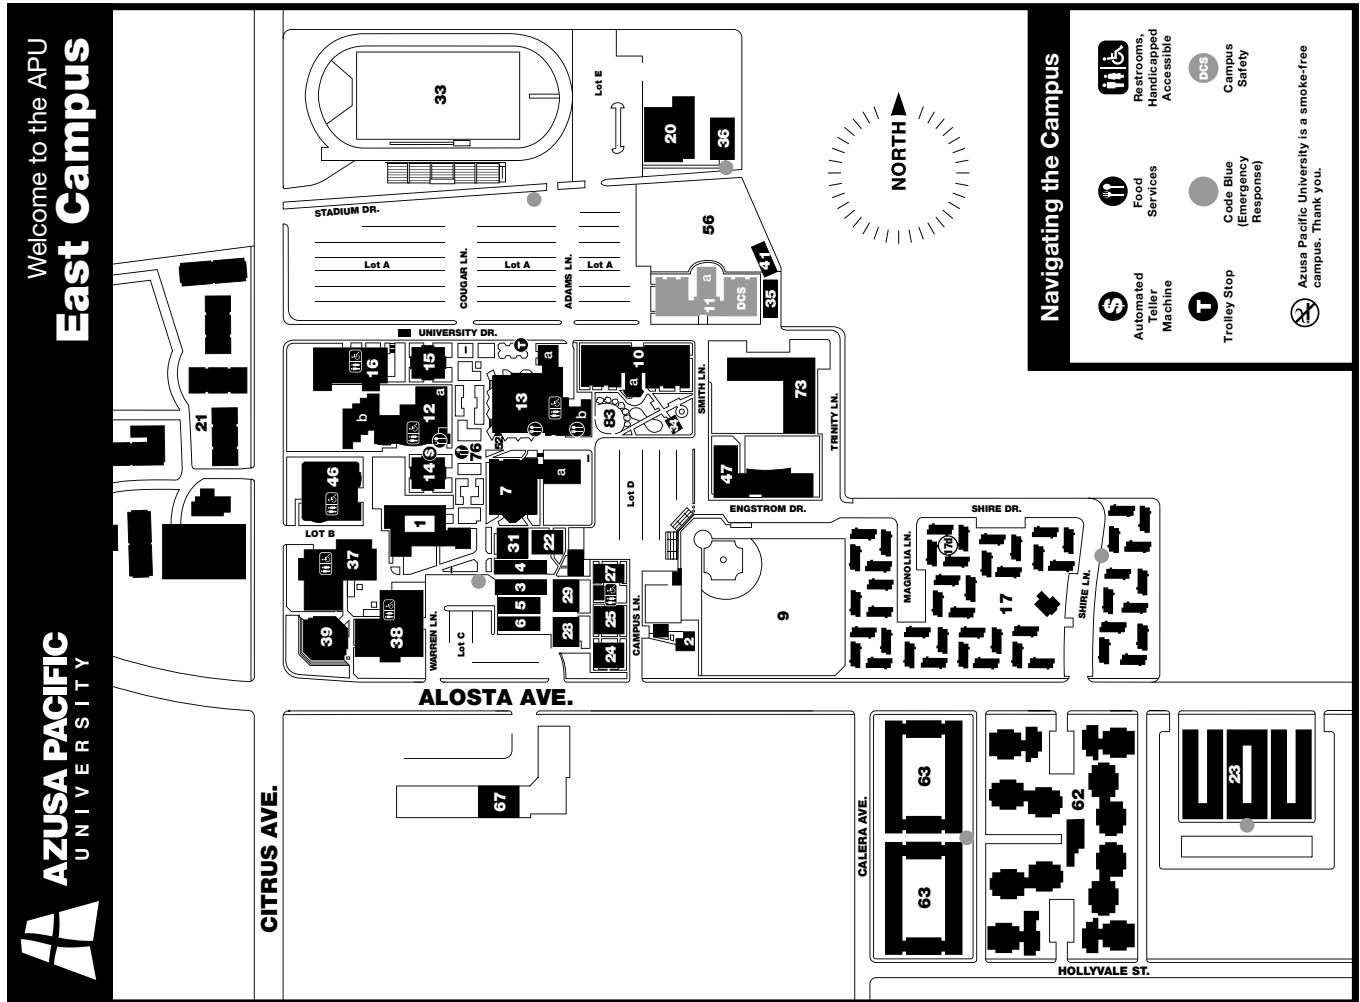 Welcome to the APU
East Campus
AZUSA PACIFIC
UNIVERSITY
Navigating the Campus
Restrooms,
Handicapped
Accessible
DCS
Campus
Safety
Food
Services
Code Blue
(Emergency
Response)
$
Automated
Teller
Machine
T
Trolley Stop
Azusa Pacific University is a smoke-free
campus. Thank you.
NORTH
33
Lot E
20
36
STADIUM DR.
56
41
Lot A
COUGAR LN.
Lot A
ADAMS LN.
Lot A
11
a
DCS
35
UNIVERSITY DR.
16
15
T
a
10
a
12
a
b
13
b
83
SMITH LN.
73
TRINITY LN.
21
14
S
76
52
46
7
a
Lot D
47
1
ENGSTROM DR.
SHIRE DR.
LOT B
37
31
22
4
3
5
6
29
28
27
25
24
CAMPUS LN.
2
9
MAGNOLIA LN.
170
17
SHIRE LN.
39
38
WARREN LN.
Lot C
ALOSTA AVE.
CITRUS AVE.
67
CALERA AVE.
63
63
62
23
HOLLYVALE ST.